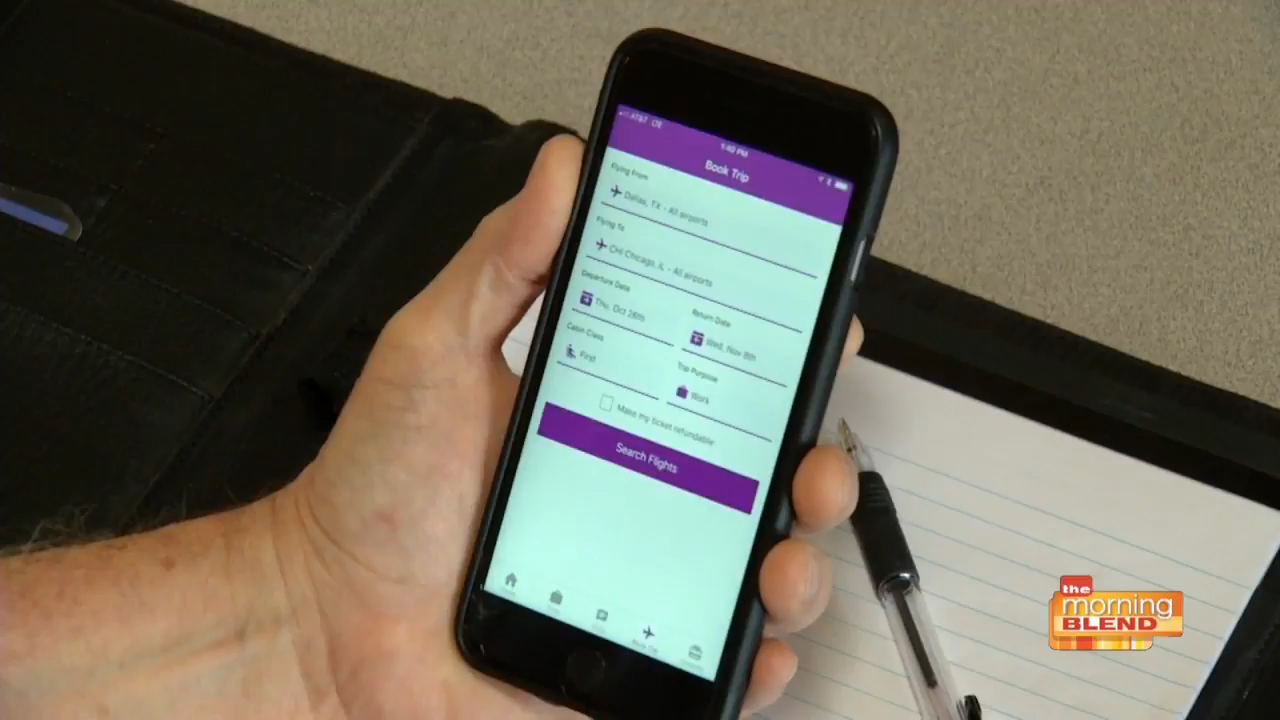 AT&T LTE
1:49 PM
Book Trip
Flying From
Dallas, TX - All airports
Flying To
CHI Chicago, IL - All airports
Departure Date
Thu, Oct 26th
Return Date
Wed, Nov 8th
Cabin Class
First
Trip Purpose
Work
Make my ticket refundable
Search Flights
the
morning
BLEND